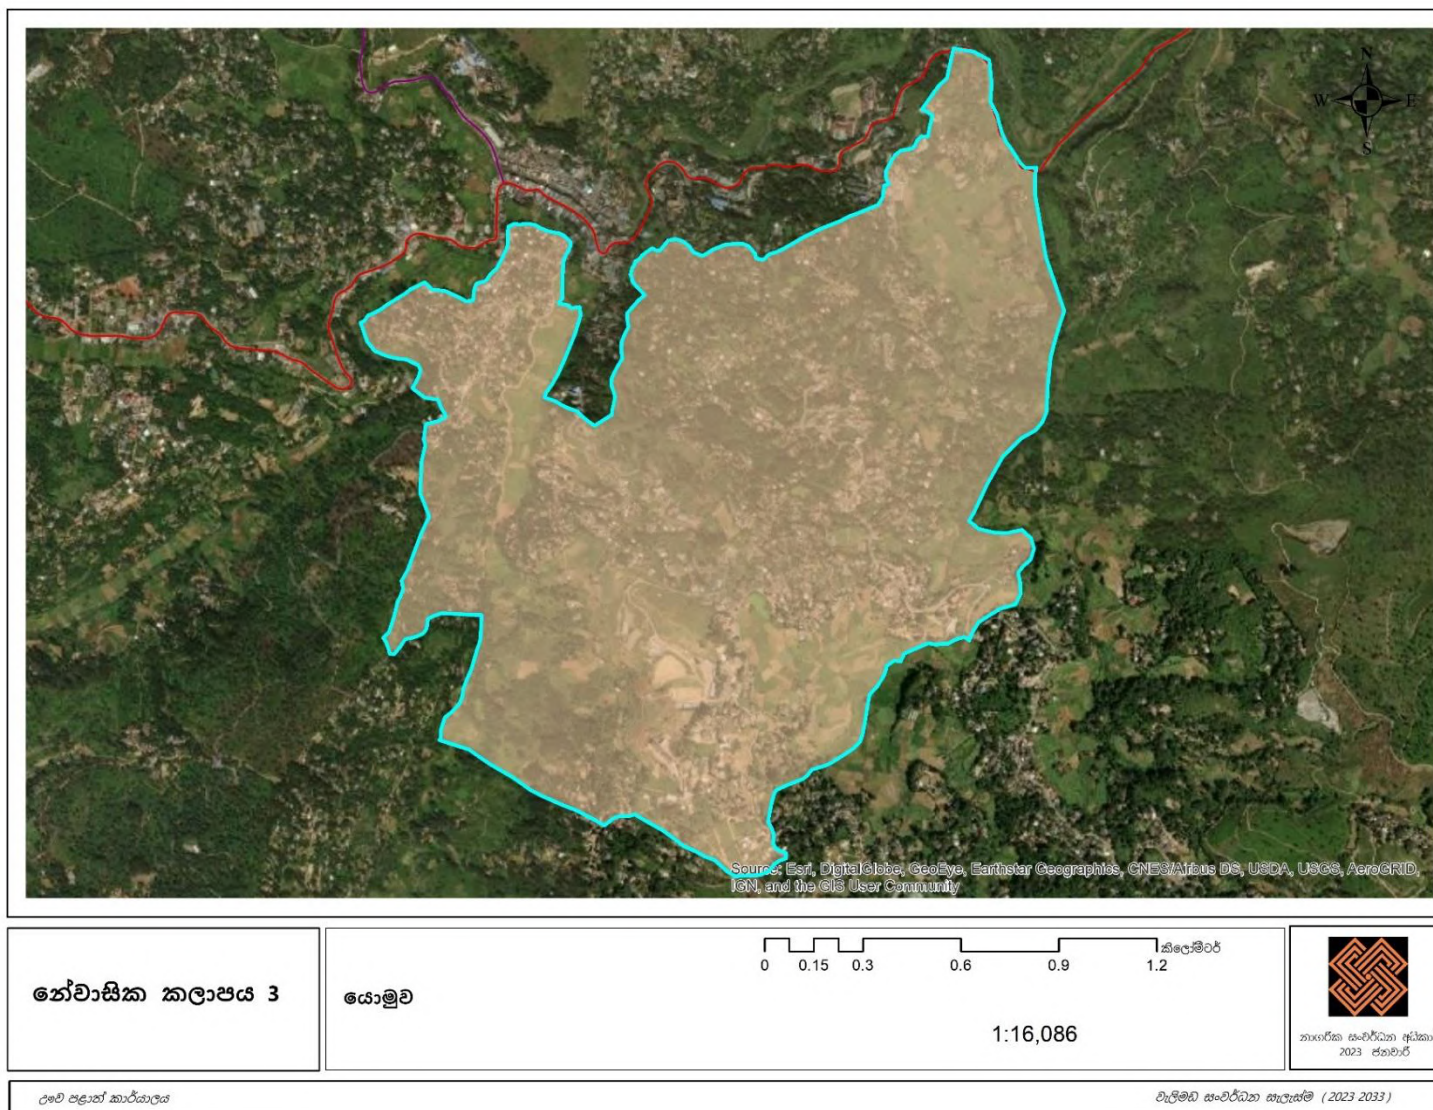 N
W E
S
Source: Esri, DigitalGlobe, GeoEye, Earthstar Geographics, CNES/Airbus DS, USDA, USGS, AeroGRID,
IGN, and the GIS User Community
නේවාසික කලාපය 3
යොමුව
කිලෝමීටර්
0 0.15 0.3 0.6 0.9 1.2
1:16,086
නාගරික සංවර්ධන අධිකා
2023 ජනවාරි
ඌව පළාත් කාර්යාලය
වැලිමඩ සංවර්ධන සැලැස්ම (2023 2033)